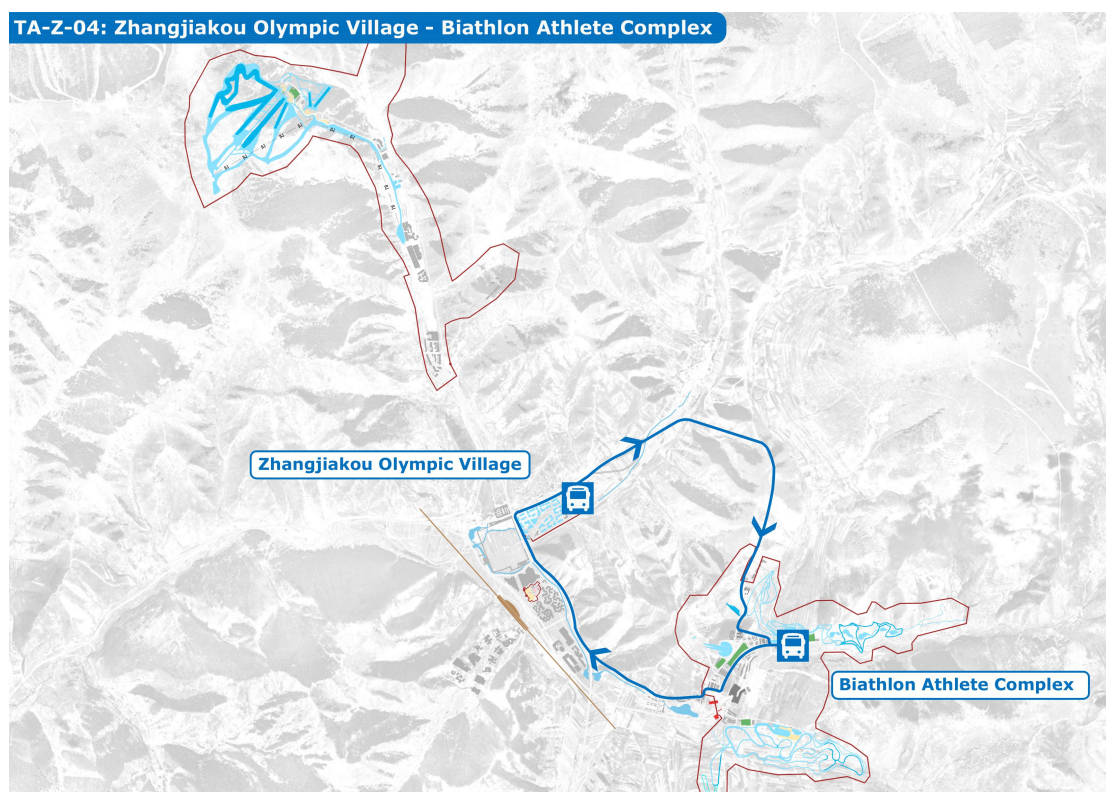 TA-Z-04: Zhangjiakou Olympic Village - Biathlon Athlete Complex
Zhangjiakou Olympic Village
Biathlon Athlete Complex